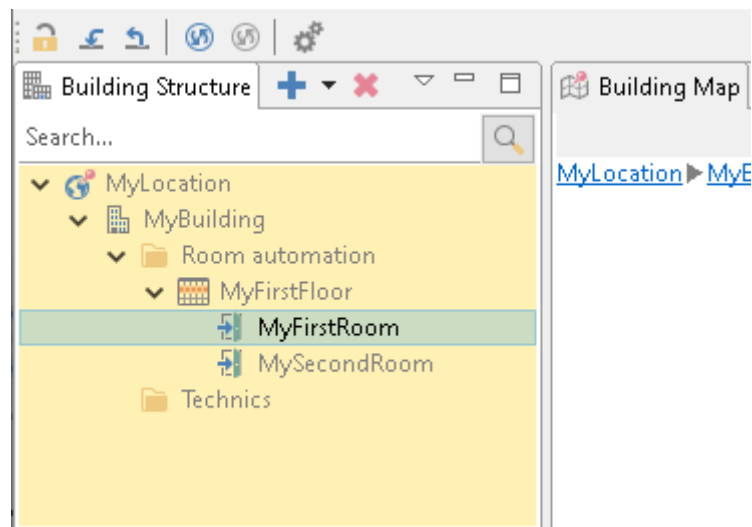 Building Structure
Building Map
Search...
MyLocation
MyBuilding
Room automation
MyFirstFloor
MyFirstRoom
MySecondRoom
Technics
MyLocation